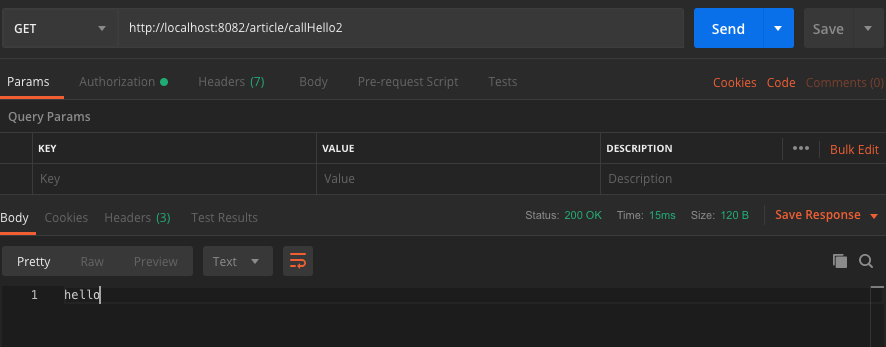 GET http://localhost:8082/article/callHello2 Send Save
Params Authorization Headers (7) Body Pre-request Script Tests Cookies Code Comments (0)
Query Params
KEY VALUE DESCRIPTION Bulk Edit
Key Value Description
Body Cookies Headers (3) Test Results Status: 200 OK Time: 15ms Size: 120 B Save Response
Pretty Raw Preview Text
1 hello